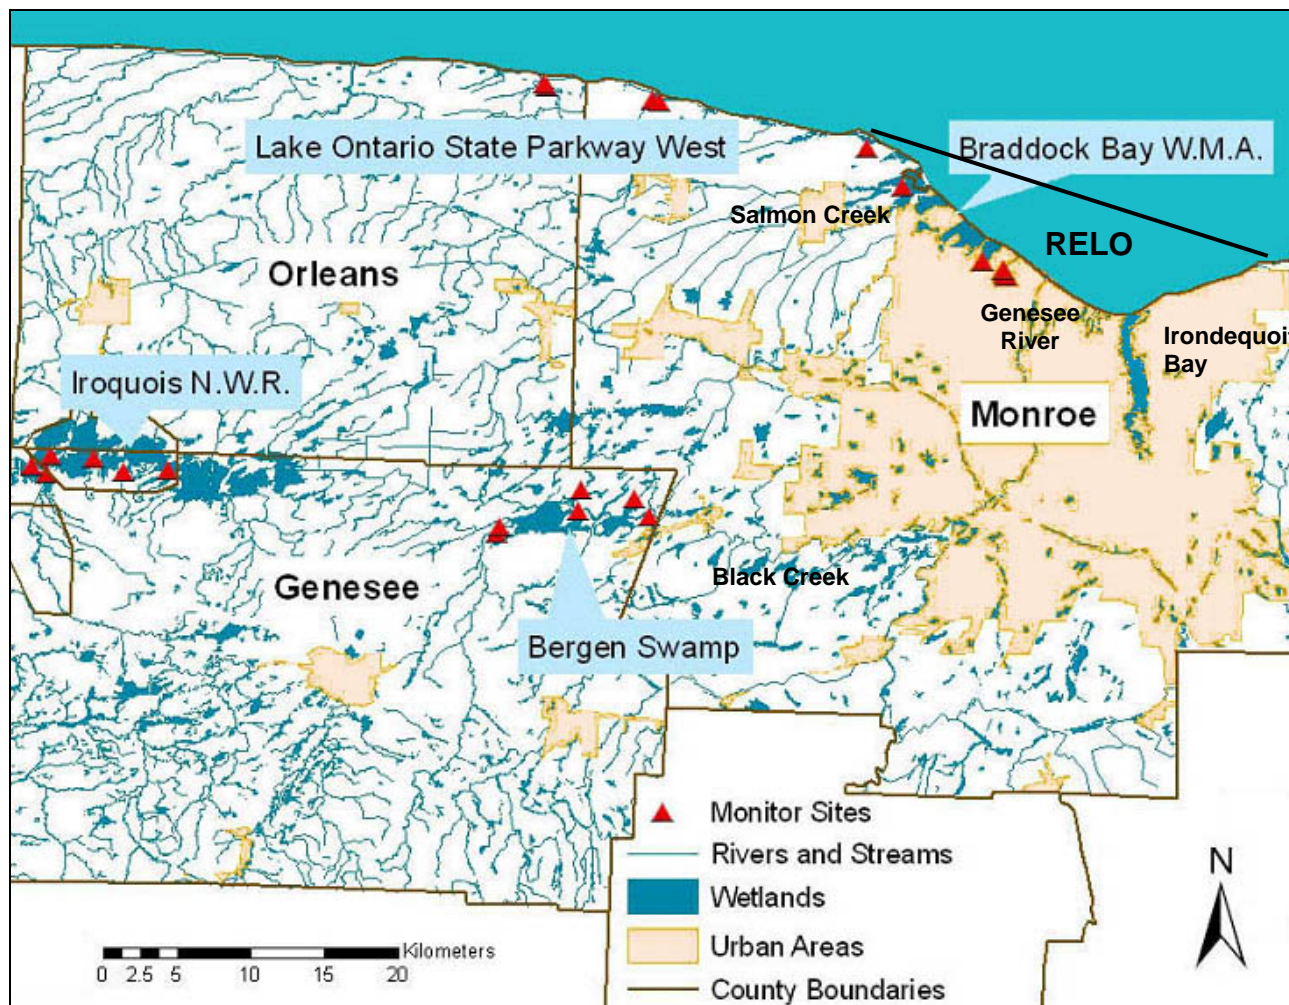 Lake Ontario State Parkway West
Braddock Bay W.M.A.
Salmon Creek
RELO
Orleans
Genesee
River
Irondequoit
Bay
Iroquois N.W.R.
Monroe
Genesee
Black Creek
Bergen Swamp
Monitor Sites
Rivers and Streams
Wetlands
Urban Areas
County Boundaries
N
Kilometers
0 2.5 5 10 15 20